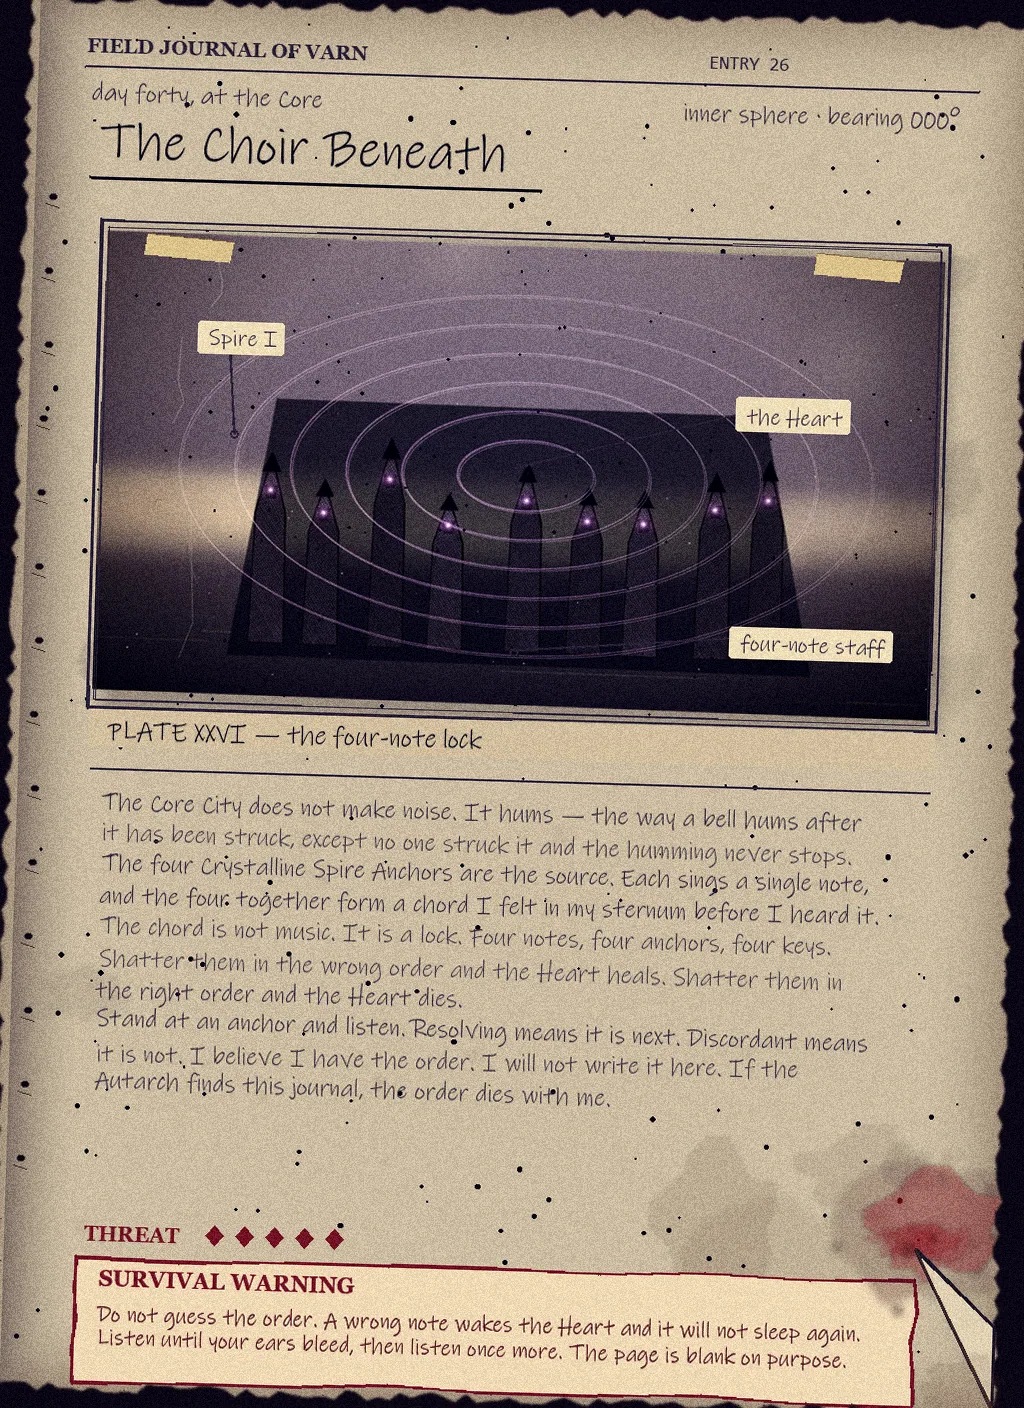 FIELD JOURNAL OF VARN
ENTRY 26
day forty, at the Core
inner sphere · bearing 000°
The Choir Beneath
Spire I
the Heart
four-note staff
PLATE XXVI — the four-note lock
The Core City does not make noise. It hums — the way a bell hums after
it has been struck, except no one struck it and the humming never stops.
The four Crystalline Spire Anchors are the source. Each sings a single note,
and the four together form a chord I felt in my sternum before I heard it.
The chord is not music. It is a lock. Four notes, four anchors, four keys.
Shatter them in the wrong order and the Heart heals. Shatter them in
the right order and the Heart dies.
Stand at an anchor and listen. Resolving means it is next. Discordant means
it is not. I believe I have the order. I will not write it here. If the
Autarch finds this journal, the order dies with me.
THREAT
SURVIVAL WARNING
Do not guess the order. A wrong note wakes the Heart and it will not sleep again.
Listen until your ears bleed, then listen once more. The page is blank on purpose.